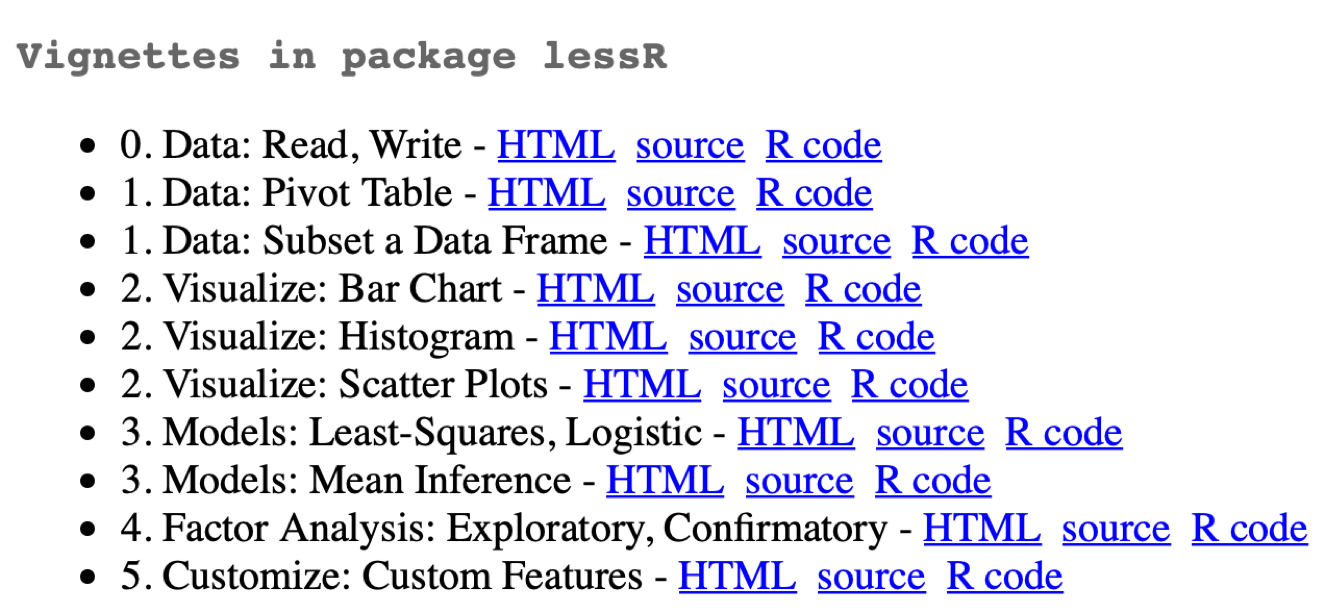 Vignettes in package lessR
• 0. Data: Read, Write - HTML source R code
• 1. Data: Pivot Table - HTML source R code
• 1. Data: Subset a Data Frame - HTML source R code
• 2. Visualize: Bar Chart - HTML source R code
• 2. Visualize: Histogram - HTML source R code
• 2. Visualize: Scatter Plots - HTML source R code
• 3. Models: Least-Squares, Logistic - HTML source R code
• 3. Models: Mean Inference - HTML source R code
• 4. Factor Analysis: Exploratory, Confirmatory - HTML source R code
• 5. Customize: Custom Features - HTML source R code